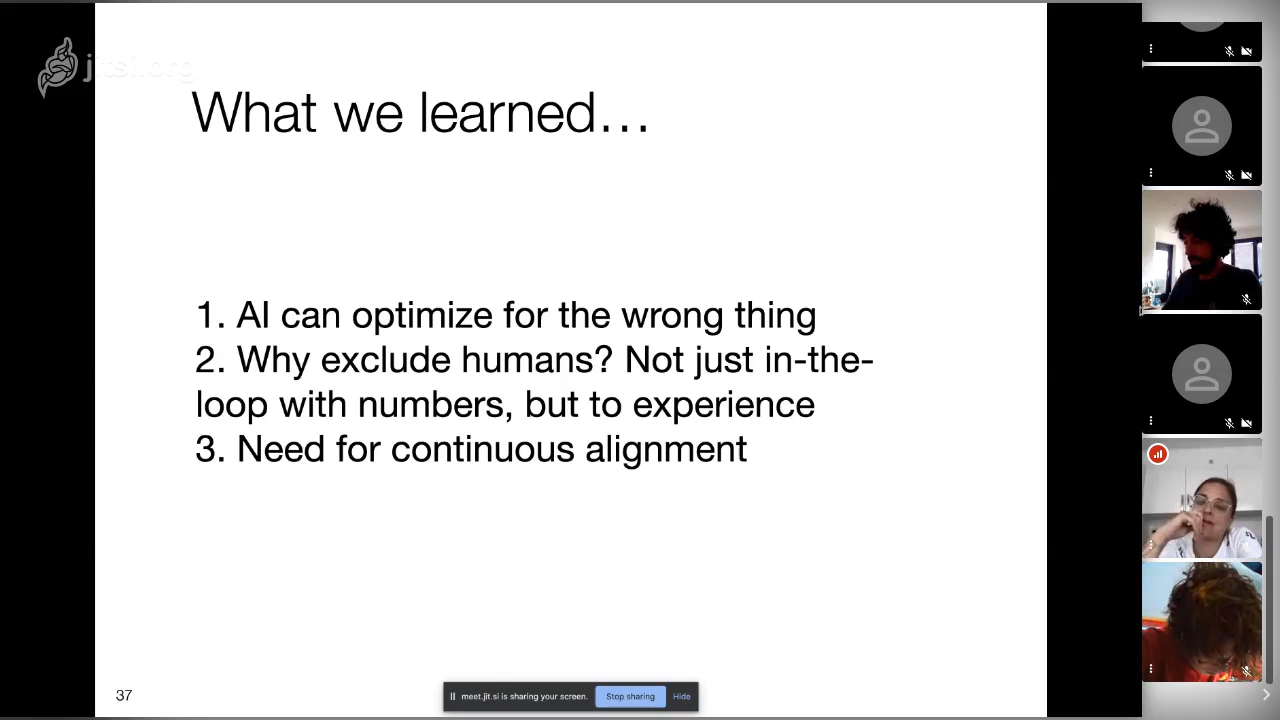 jitsi.org
What we learned…
1. AI can optimize for the wrong thing
2. Why exclude humans? Not just in-the-
loop with numbers, but to experience
3. Need for continuous alignment
37
meet.jit.si is sharing your screen.
Stop sharing
Hide